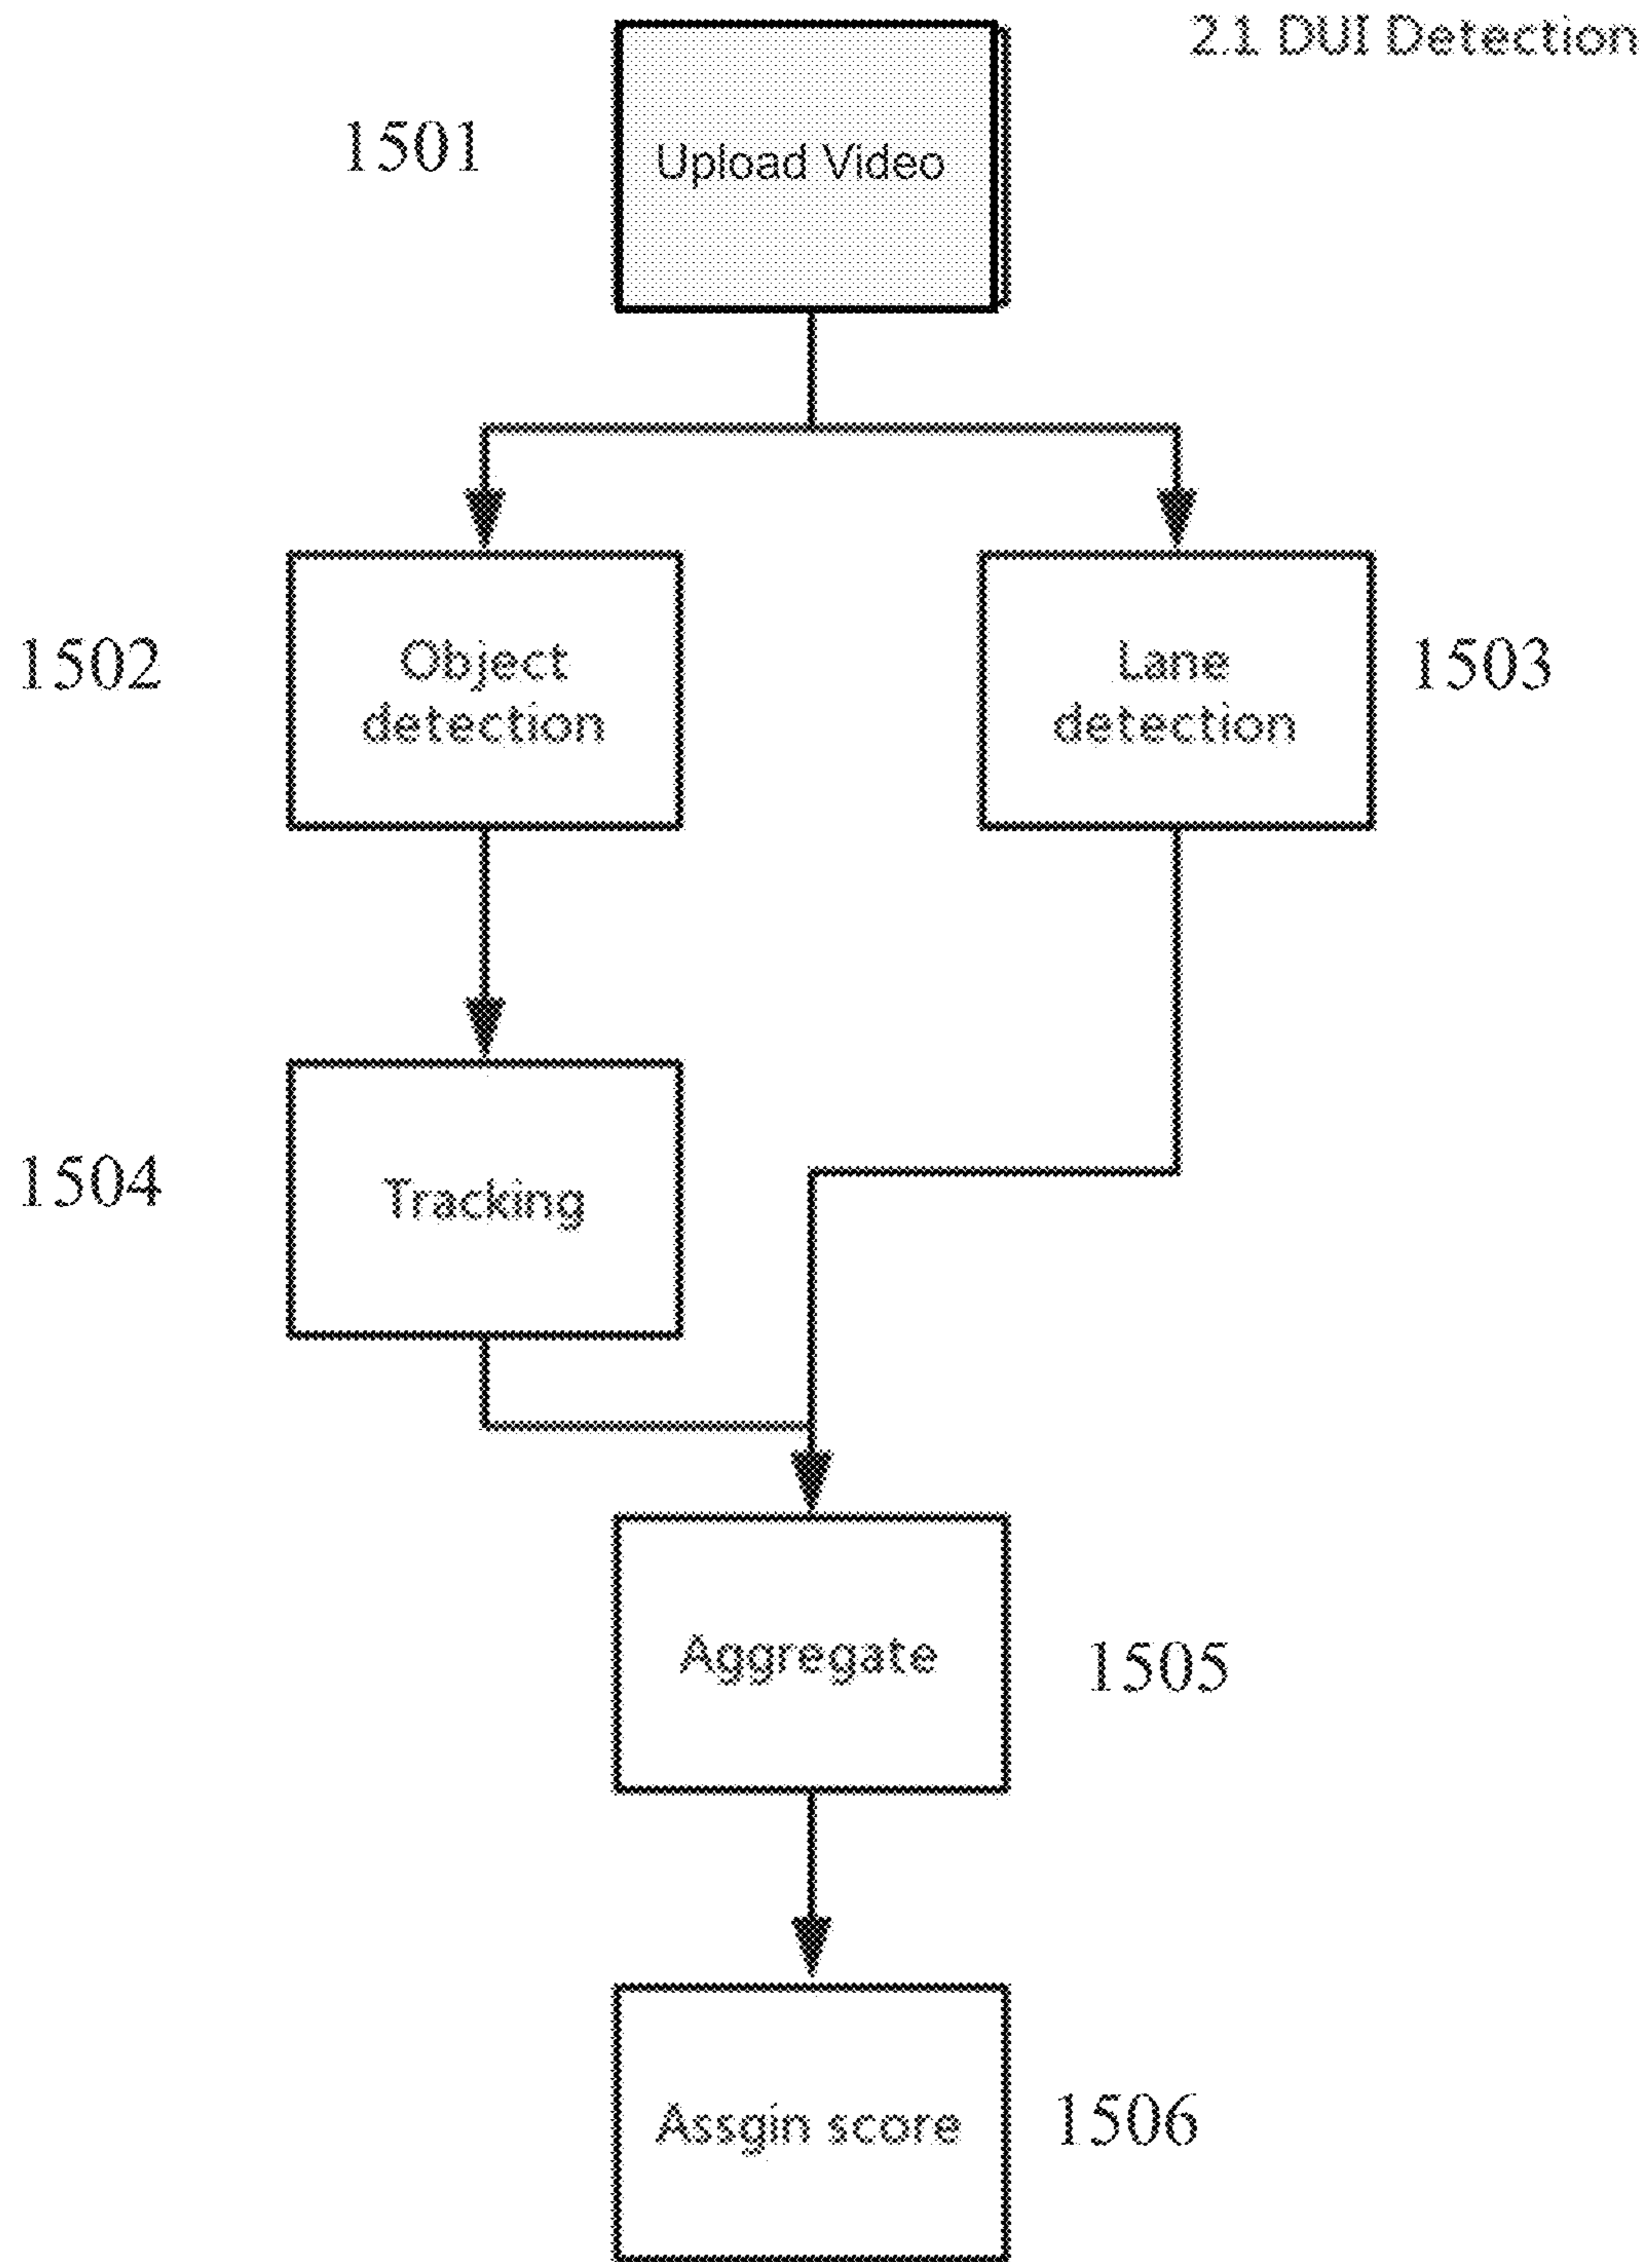 2.1 DUI Detection
1501
Upload Video
1502
Object
detection
Lane
detection
1503
1504
Tracking
Aggregate
1505
Assgin score
1506